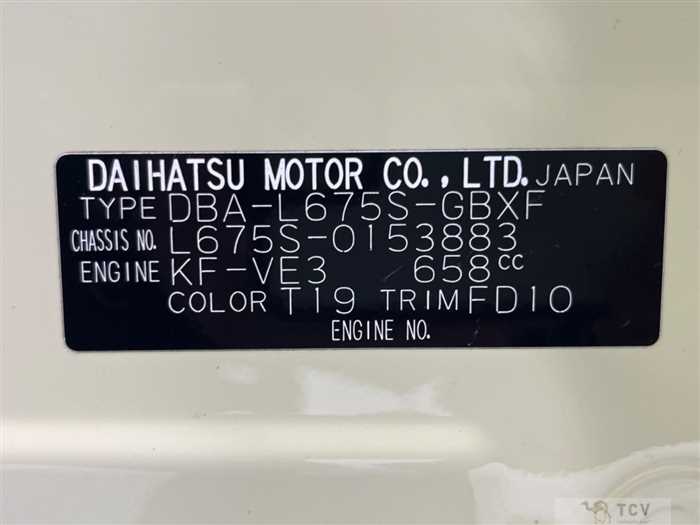 DAIHATSU MOTOR CO., LTD. JAPAN
TYPE DBA-L675S-GBXF
CHASSIS NO. L675S-0153883
ENGINE KF-VE3 658cc
COLOR T19 TRIM FD10
ENGINE NO.
TCV